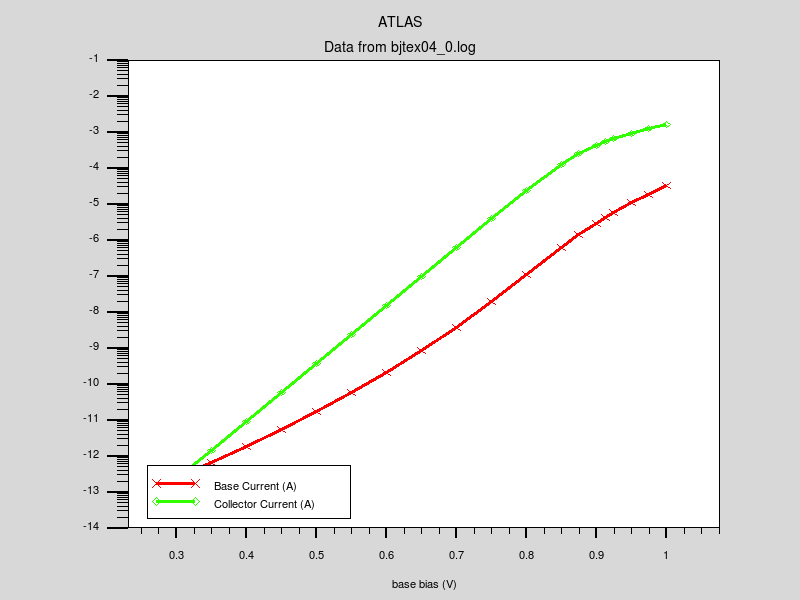 ATLAS
Data from bjtex04_0.log
-1
-2
-3
-4
-5
-6
-7
-8
-9
-10
-11
-12
-13
-14
Base Current (A)
Collector Current (A)
0.3 0.4 0.5 0.6 0.7 0.8 0.9 1
base bias (V)